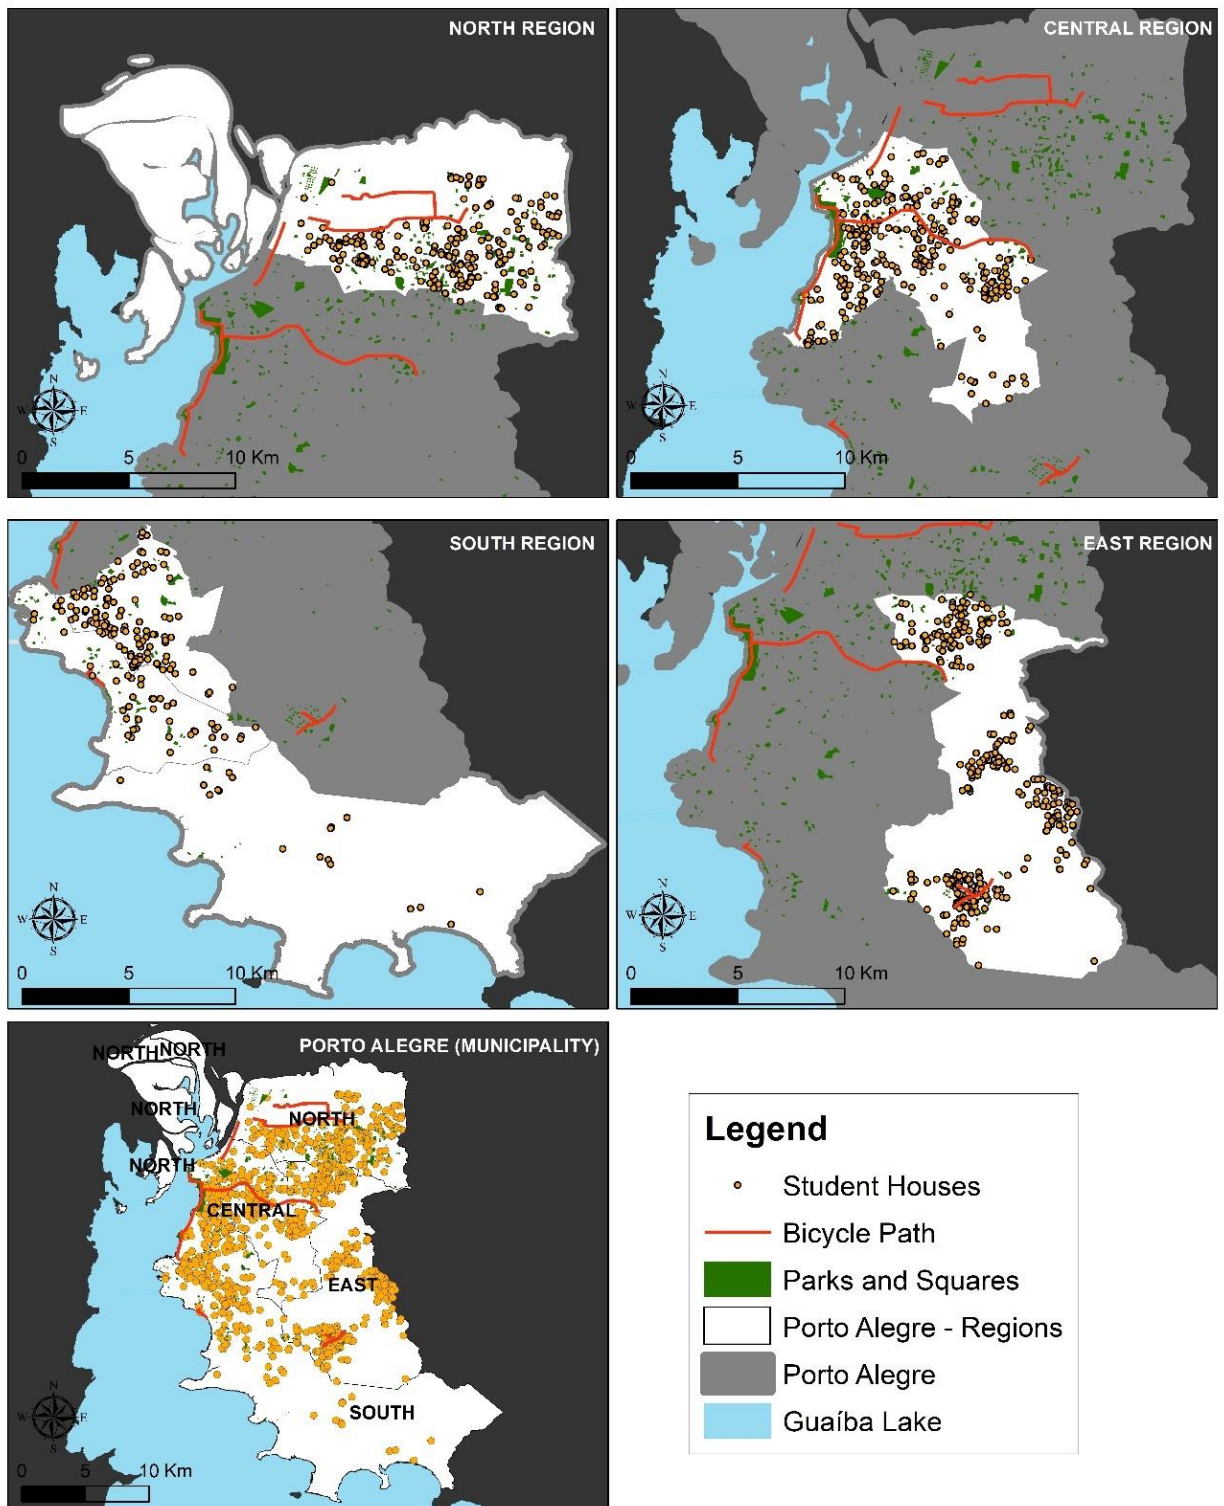 NORTH REGION
N
W E
S
0 5 10 Km
CENTRAL REGION
N
W E
S
0 5 10 Km
SOUTH REGION
N
W E
S
0 5 10 Km
EAST REGION
N
W E
S
0 5 10 Km
PORTO ALEGRE (MUNICIPALITY)
NORTH NORTH
NORTH
NORTH
NORTH
CENTRAL
EAST
SOUTH
N
W E
S
0 5 10 Km
Legend
Student Houses
Bicycle Path
Parks and Squares
Porto Alegre - Regions
Porto Alegre
Guaíba Lake